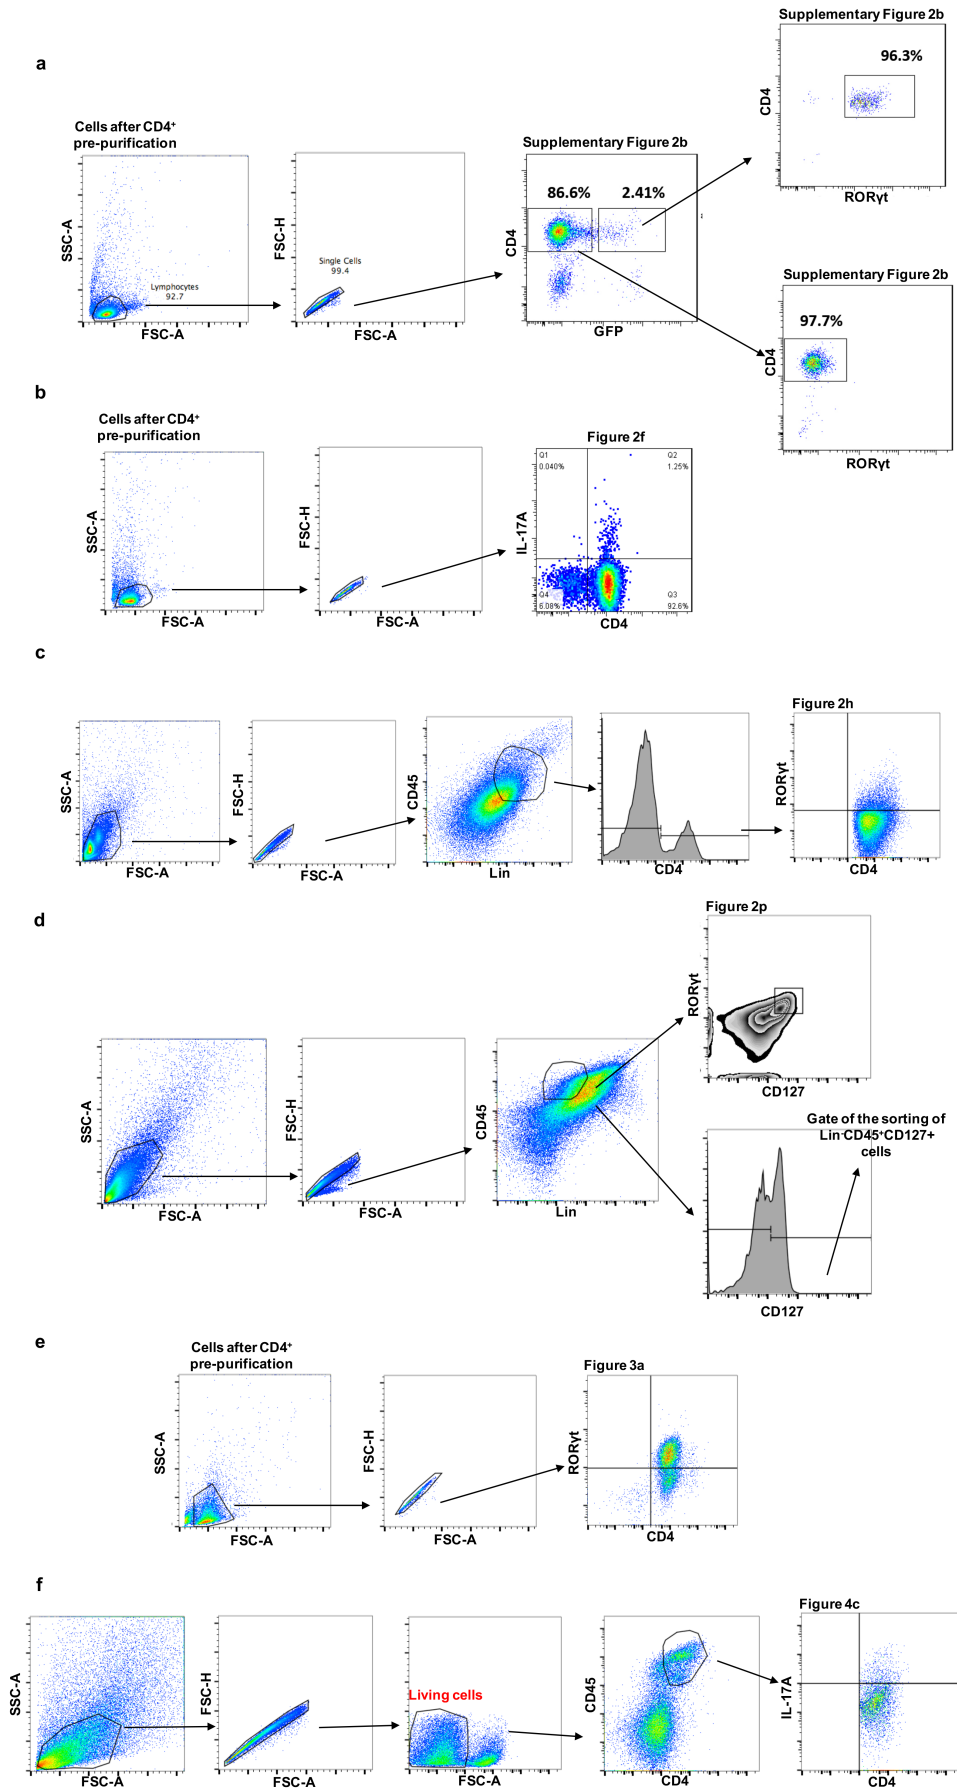 a
Cells after CD4⁺
pre-purification
SSC-A
Lymphocytes
92.7
FSC-A
FSC-H
Single Cells
99.4
FSC-A
Supplementary Figure 2b
86.6%
2.41%
CD4
GFP
Supplementary Figure 2b
96.3%
CD4
RORγt
Supplementary Figure 2b
97.7%
CD4
RORγt
b
Cells after CD4⁺
pre-purification
SSC-A
FSC-A
FSC-H
FSC-A
Figure 2f
Q1
0.040%
Q2
1.25%
IL-17A
Q4
6.08%
Q3
92.6%
CD4
c
SSC-A
FSC-A
FSC-H
FSC-A
CD45
Lin
CD4
Figure 2h
RORγt
CD4
d
SSC-A
FSC-A
FSC-H
FSC-A
CD45
Lin
Figure 2p
RORγt
CD127
Gate of the sorting of
Lin⁻CD45⁺CD127+
cells
CD127
e
Cells after CD4⁺
pre-purification
SSC-A
FSC-A
FSC-H
FSC-A
Figure 3a
RORγt
CD4
f
SSC-A
FSC-A
FSC-H
FSC-A
Living cells
FSC-A
CD45
CD4
Figure 4c
IL-17A
CD4